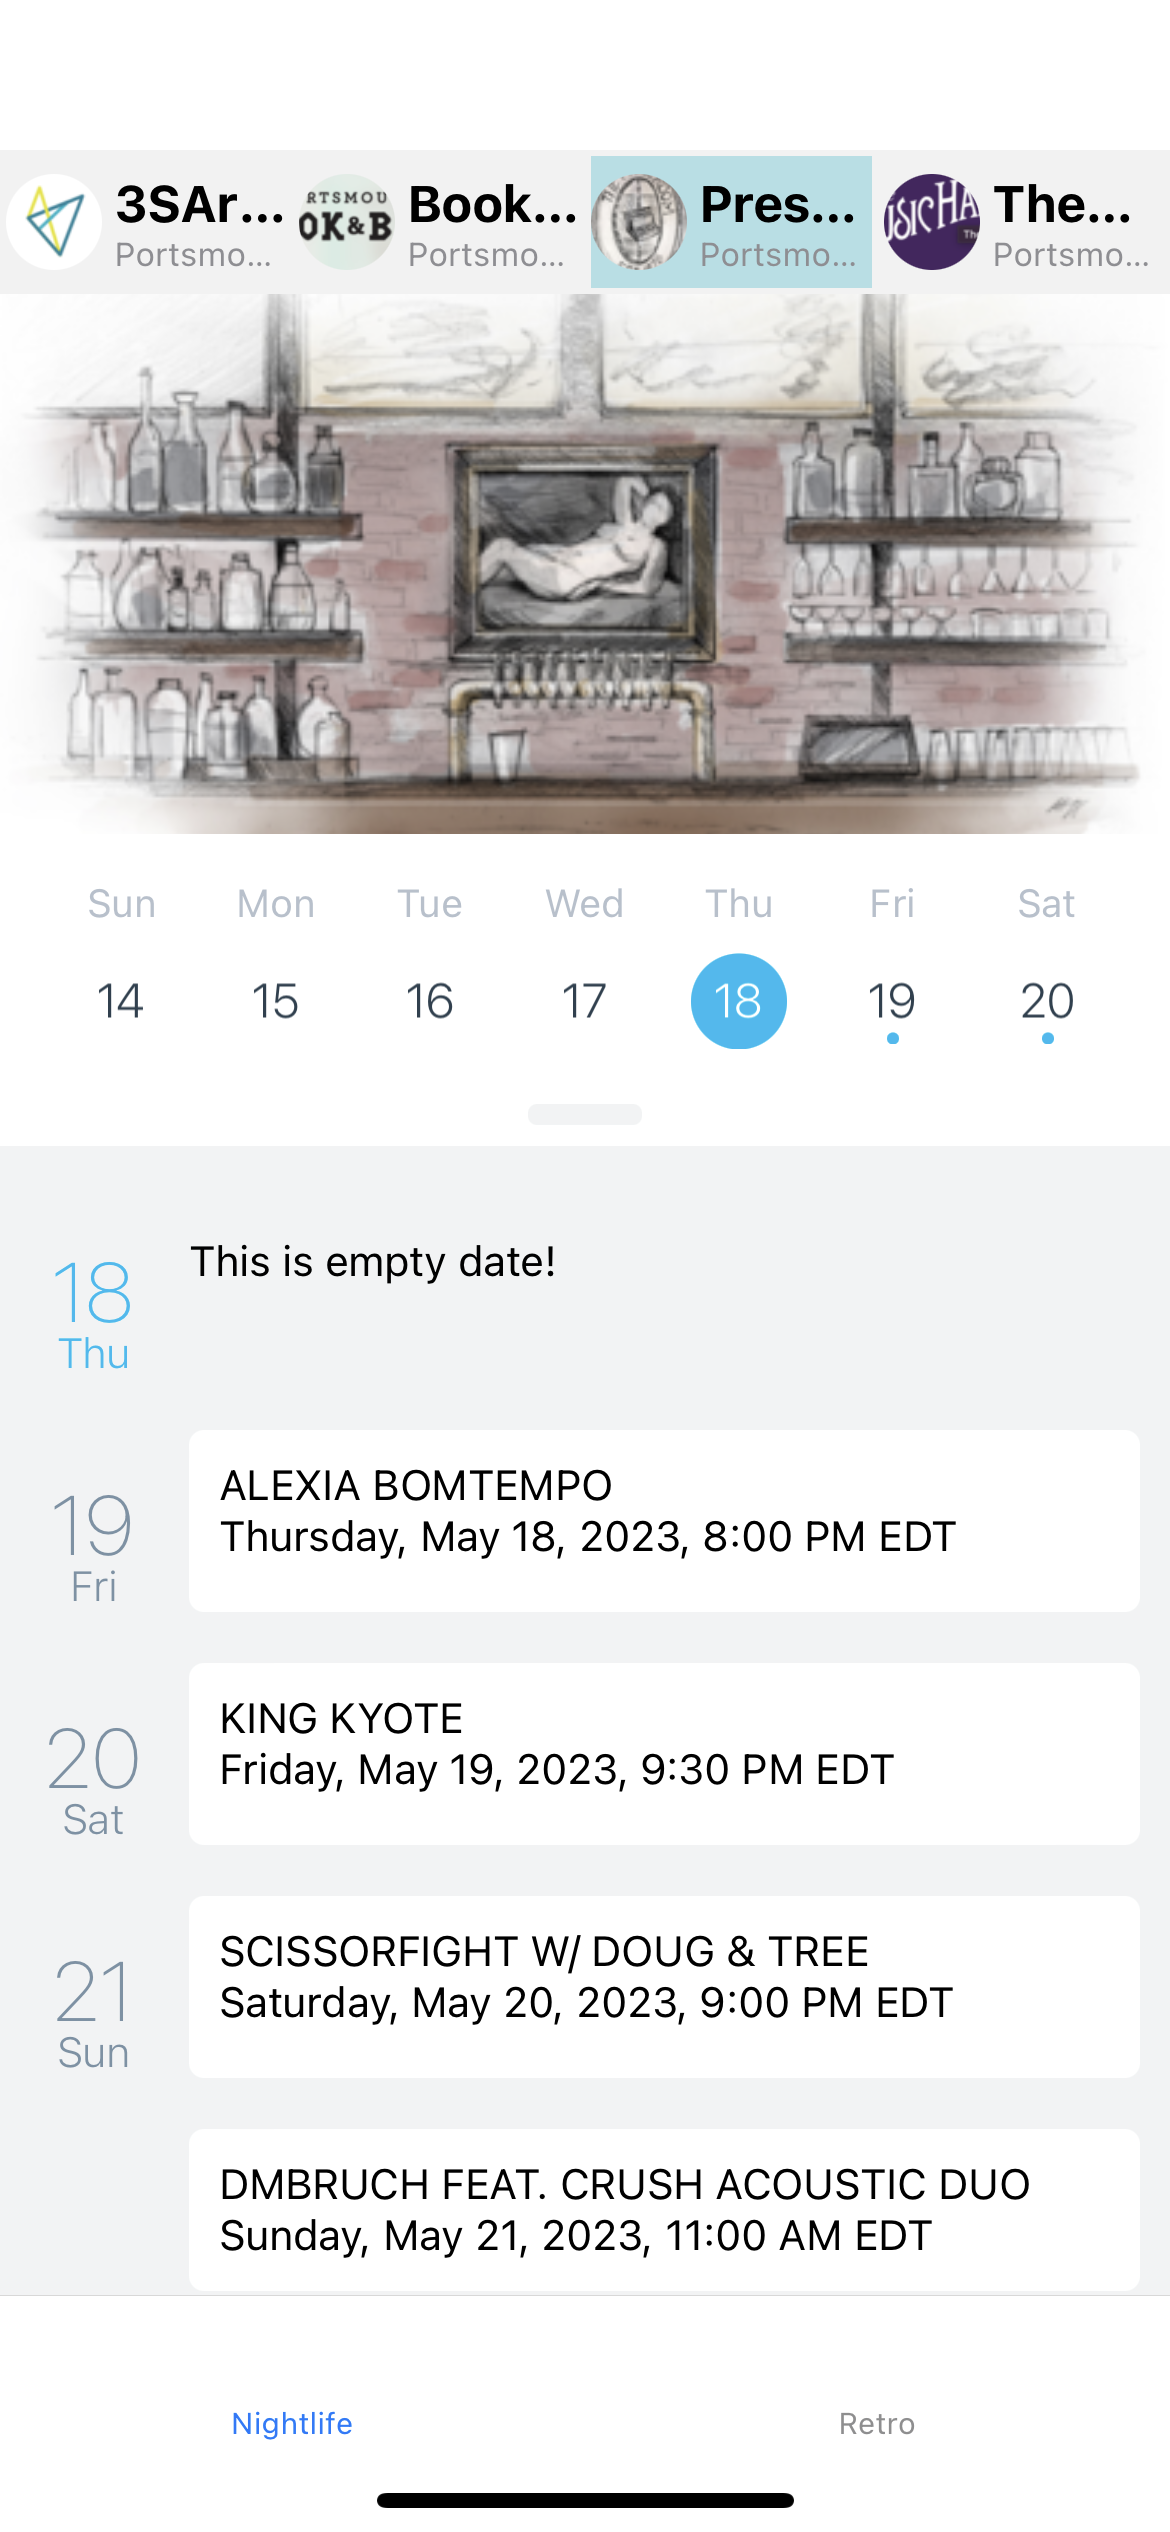 3SAr...
Portsmo...
RTSMOU
OK&B
Book...
Portsmo...
Pres...
Portsmo...
USIC HA
Th
The...
Portsmo...
Sun Mon Tue Wed Thu Fri Sat
14 15 16 17 18 19 20
18
Thu
This is empty date!
19
Fri
ALEXIA BOMTEMPO
Thursday, May 18, 2023, 8:00 PM EDT
20
Sat
KING KYOTE
Friday, May 19, 2023, 9:30 PM EDT
21
Sun
SCISSORFIGHT W/ DOUG & TREE
Saturday, May 20, 2023, 9:00 PM EDT
DMBRUCH FEAT. CRUSH ACOUSTIC DUO
Sunday, May 21, 2023, 11:00 AM EDT
Nightlife
Retro